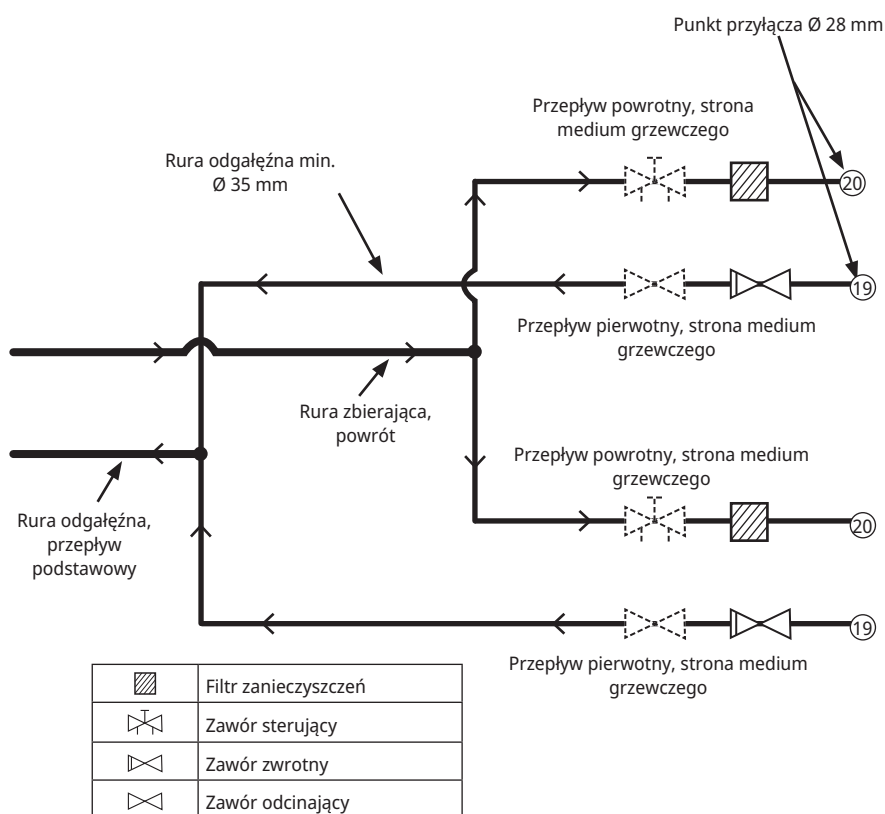 Punkt przyłącza Ø 28 mm
Przepływ powrotny, strona
medium grzewczego
Rura odgałęźna min.
Ø 35 mm
20
19
Przepływ pierwotny, strona medium
grzewczego
Rura zbierająca,
powrót
Przepływ powrotny, strona medium
grzewczego
Rura odgałęźna,
przepływ
podstawowy
20
19
Przepływ pierwotny, strona medium
grzewczego
Filtr zanieczyszczeń
Zawór sterujący
Zawór zwrotny
Zawór odcinający